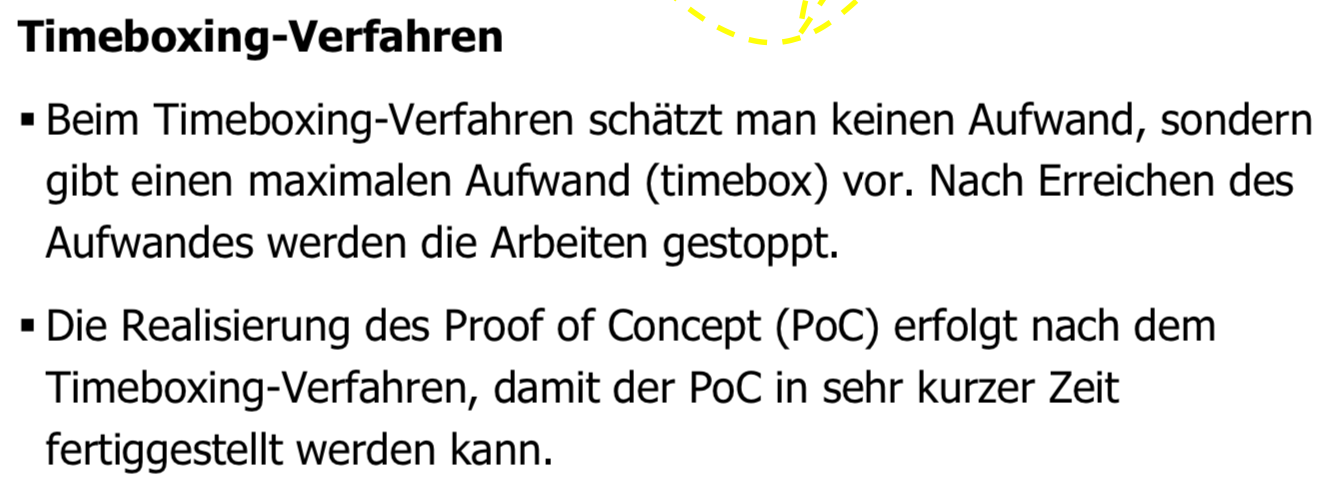 Timeboxing-Verfahren
▪ Beim Timeboxing-Verfahren schätzt man keinen Aufwand, sondern
gibt einen maximalen Aufwand (timebox) vor. Nach Erreichen des
Aufwandes werden die Arbeiten gestoppt.
▪ Die Realisierung des Proof of Concept (PoC) erfolgt nach dem
Timeboxing-Verfahren, damit der PoC in sehr kurzer Zeit
fertiggestellt werden kann.